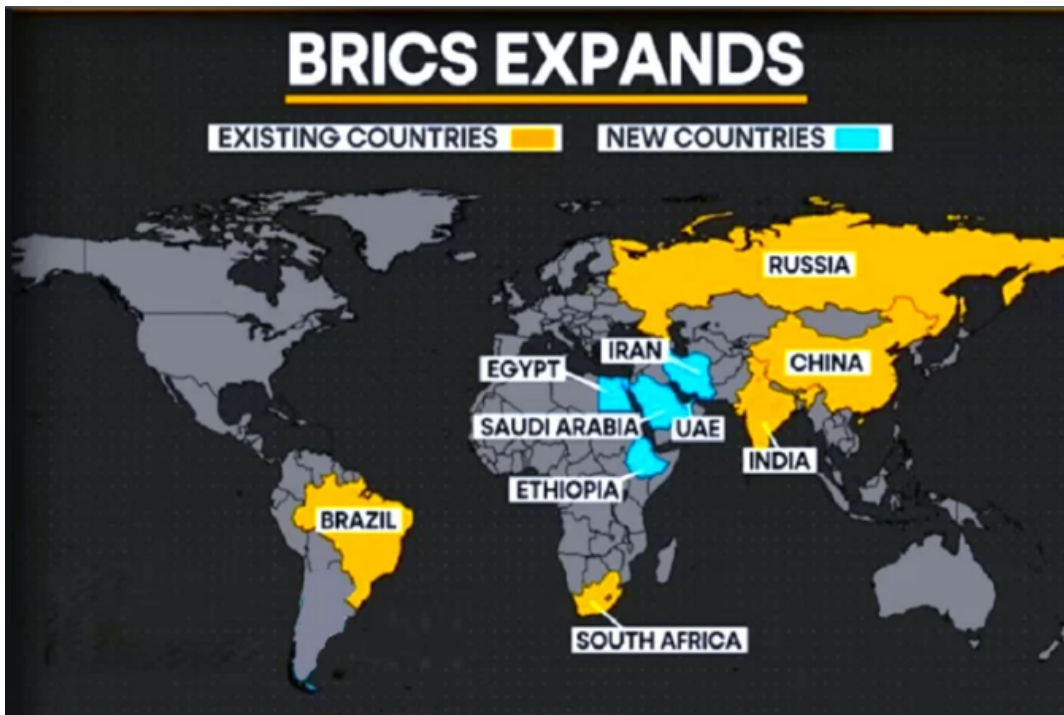 BRICS EXPANDS
EXISTING COUNTRIES
NEW COUNTRIES
RUSSIA
IRAN
CHINA
EGYPT
SAUDI ARABIA
UAE
INDIA
ETHIOPIA
BRAZIL
SOUTH AFRICA